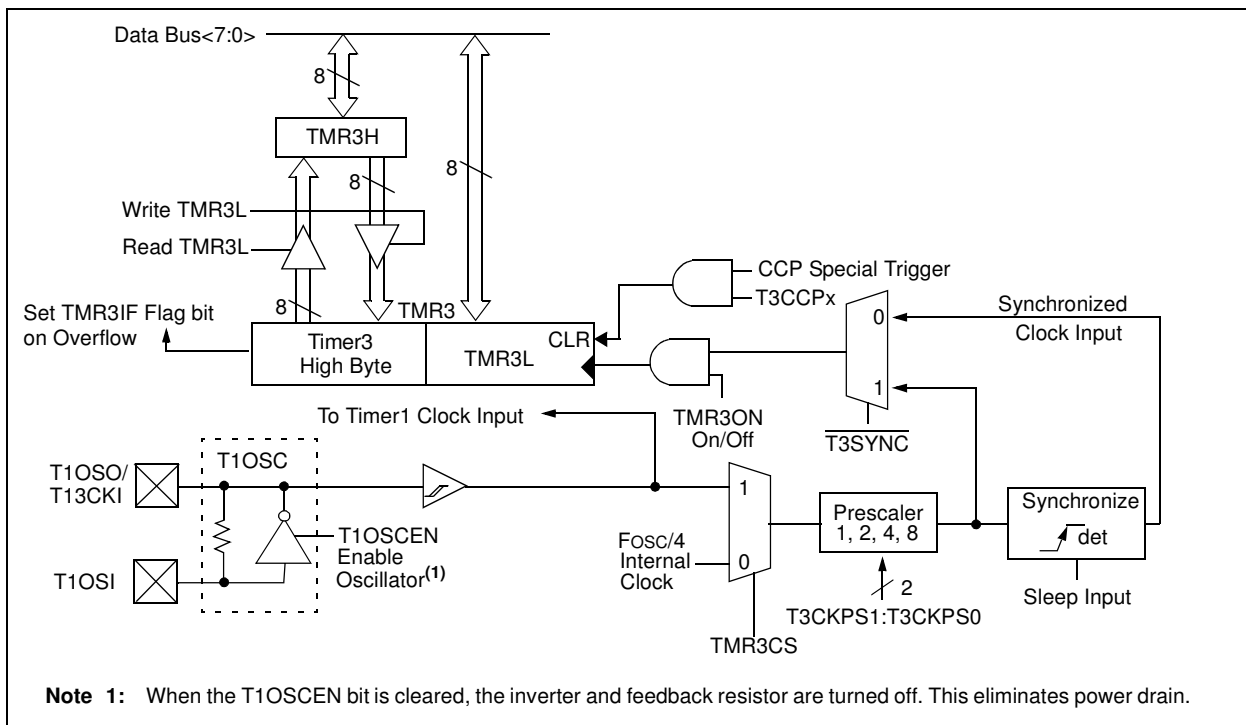 Data Bus<7:0>
8
TMR3H
8
8
Write TMR3L
Read TMR3L
8
TMR3
CCP Special Trigger
T3CCPx
Set TMR3IF Flag bit
on Overflow
Timer3
High Byte
TMR3L
CLR
0
1
Synchronized
Clock Input
TMR3ON
On/Off
T3SYNC
To Timer1 Clock Input
T1OSC
T1OSO/
T13CKI
T1OSI
T1OSCEN
Enable
Oscillator(1)
1
0
FOSC/4
Internal
Clock
TMR3CS
Prescaler
1, 2, 4, 8
2
T3CKPS1:T3CKPS0
Synchronize
det
Sleep Input
Note 1: When the T1OSCEN bit is cleared, the inverter and feedback resistor are turned off. This eliminates power drain.